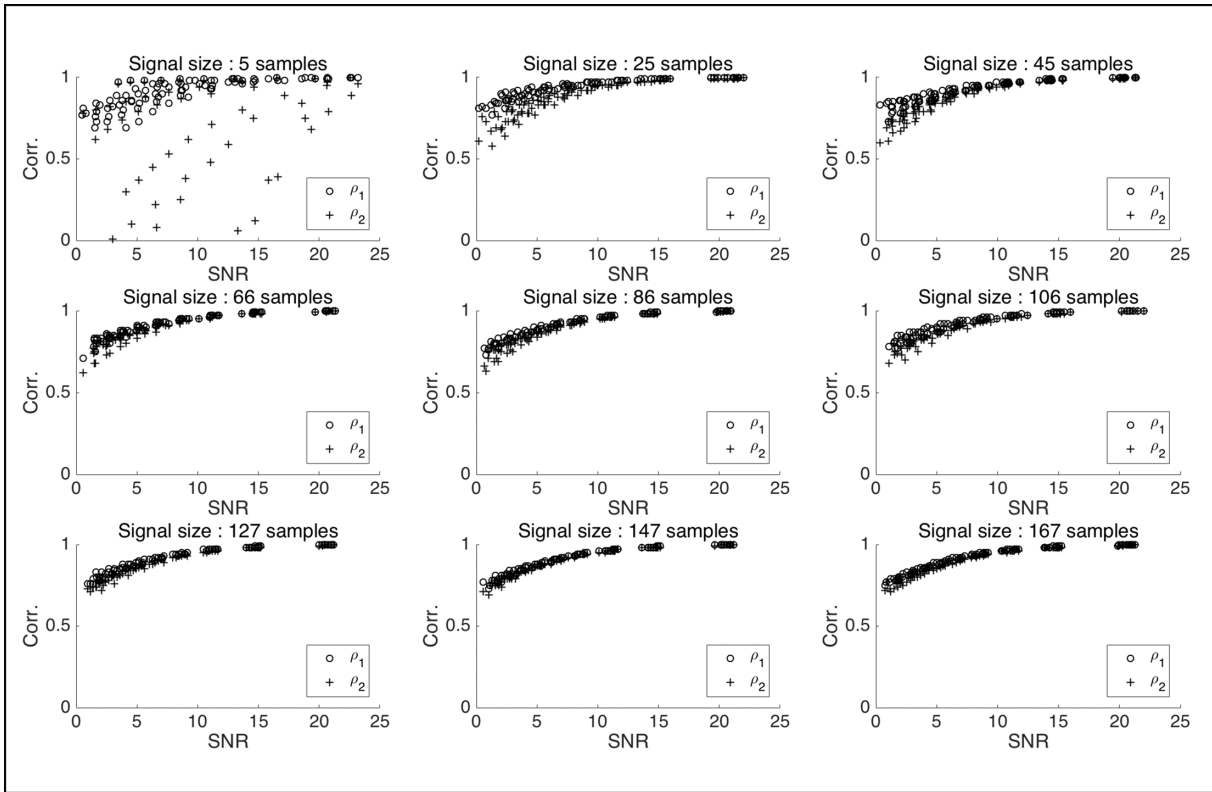 Signal size : 5 samples
Corr.
1
0.5
0
0 5 10 15 20 25
SNR
ρ1
ρ2
Signal size : 25 samples
Corr.
1
0.5
0
0 5 10 15 20 25
SNR
ρ1
ρ2
Signal size : 45 samples
Corr.
1
0.5
0
0 5 10 15 20 25
SNR
ρ1
ρ2
Signal size : 66 samples
Corr.
1
0.5
0
0 5 10 15 20 25
SNR
ρ1
ρ2
Signal size : 86 samples
Corr.
1
0.5
0
0 5 10 15 20 25
SNR
ρ1
ρ2
Signal size : 106 samples
Corr.
1
0.5
0
0 5 10 15 20 25
SNR
ρ1
ρ2
Signal size : 127 samples
Corr.
1
0.5
0
0 5 10 15 20 25
SNR
ρ1
ρ2
Signal size : 147 samples
Corr.
1
0.5
0
0 5 10 15 20 25
SNR
ρ1
ρ2
Signal size : 167 samples
Corr.
1
0.5
0
0 5 10 15 20 25
SNR
ρ1
ρ2